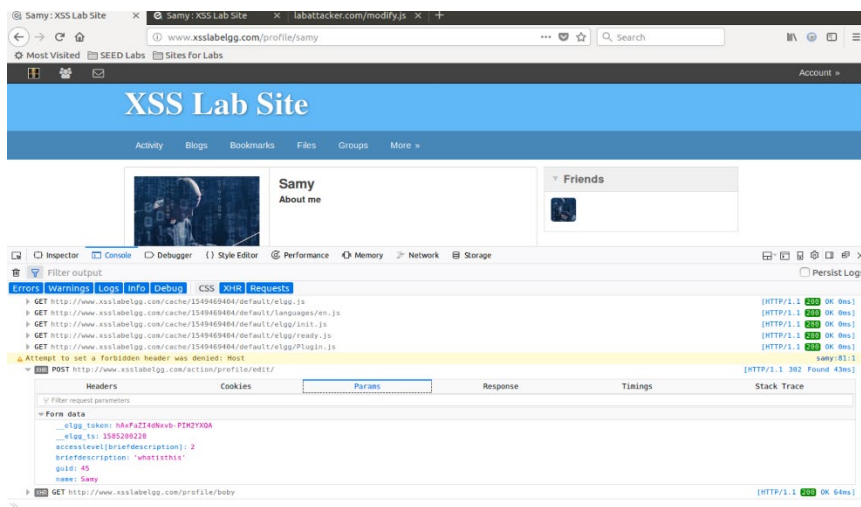 Samy : XSS Lab Site × Samy : XSS Lab Site × labattacker.com/modify.js × +
www.xsslabelgg.com/profile/samy ... Search
Most Visited SEED Labs Sites for Labs
Account »
XSS Lab Site
Activity Blogs Bookmarks Files Groups More »
Samy
About me
Friends
Inspector Console Debugger {} Style Editor Performance Memory Network Storage
Filter output Persist Logs
Errors Warnings Logs Info Debug CSS XHR Requests
GET http://www.xsslabelgg.com/cache/1549469404/default/elgg.js [HTTP/1.1 200 OK 0ms]
GET http://www.xsslabelgg.com/cache/1549469404/default/languages/en.js [HTTP/1.1 200 OK 0ms]
GET http://www.xsslabelgg.com/cache/1549469404/default/elgg/init.js [HTTP/1.1 200 OK 0ms]
GET http://www.xsslabelgg.com/cache/1549469404/default/elgg/ready.js [HTTP/1.1 200 OK 0ms]
GET http://www.xsslabelgg.com/cache/1549469404/default/elgg/Plugin.js [HTTP/1.1 200 OK 0ms]
Attempt to set a forbidden header was denied: Host samy:81:1
XHR POST http://www.xsslabelgg.com/action/profile/edit/ [HTTP/1.1 302 Found 43ms]
Headers Cookies Params Response Timings Stack Trace
Filter request parameters
Form data
__elgg_token: hAxFaZI4dNxvb-PIM2YXQA
__elgg_ts: 1585200228
accesslevel[briefdescription]: 2
briefdescription: 'whatisthis'
guid: 45
name: Samy
XHR GET http://www.xsslabelgg.com/profile/boby [HTTP/1.1 200 OK 64ms]